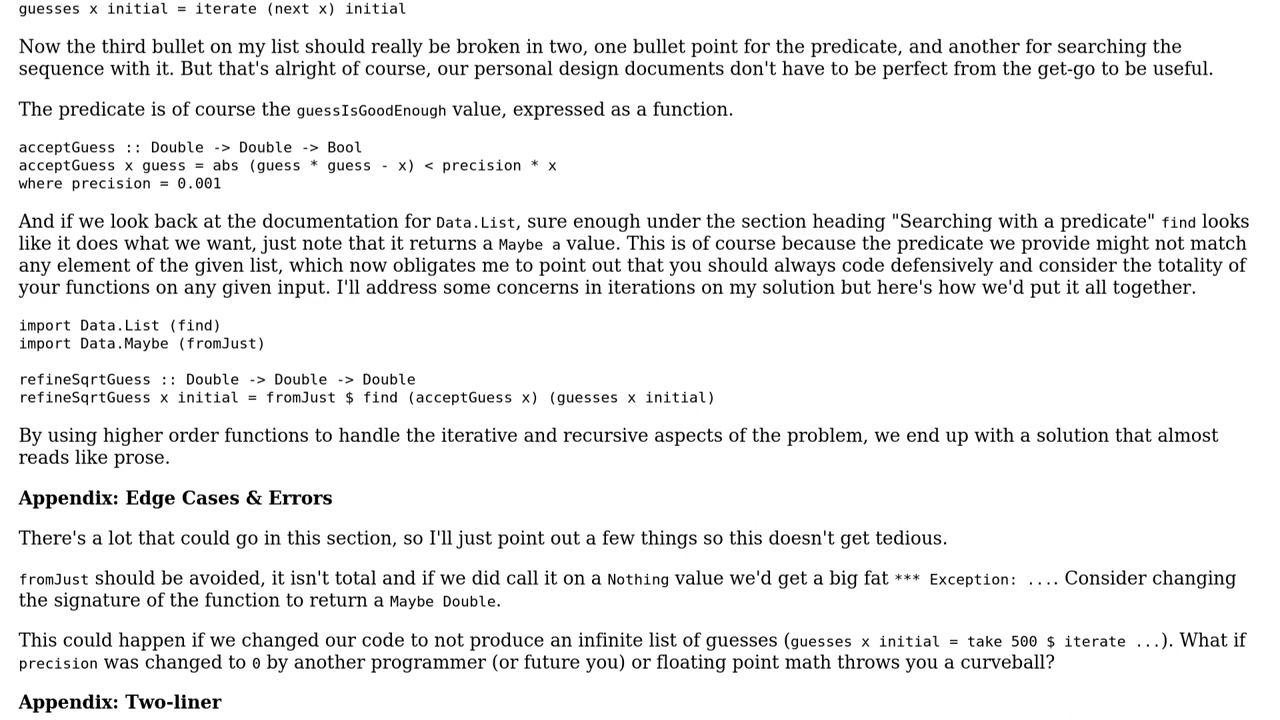 guesses x initial = iterate (next x) initial
Now the third bullet on my list should really be broken in two, one bullet point for the predicate, and another for searching the
sequence with it. But that's alright of course, our personal design documents don't have to be perfect from the get-go to be useful.
The predicate is of course the guessIsGoodEnough value, expressed as a function.
acceptGuess :: Double -> Double -> Bool
acceptGuess x guess = abs (guess * guess - x) < precision * x
where precision = 0.001
And if we look back at the documentation for Data.List, sure enough under the section heading "Searching with a predicate" find looks
like it does what we want, just note that it returns a Maybe a value. This is of course because the predicate we provide might not match
any element of the given list, which now obligates me to point out that you should always code defensively and consider the totality of
your functions on any given input. I'll address some concerns in iterations on my solution but here's how we'd put it all together.
import Data.List (find)
import Data.Maybe (fromJust)
refineSqrtGuess :: Double -> Double -> Double
refineSqrtGuess x initial = fromJust $ find (acceptGuess x) (guesses x initial)
By using higher order functions to handle the iterative and recursive aspects of the problem, we end up with a solution that almost
reads like prose.
Appendix: Edge Cases & Errors
There's a lot that could go in this section, so I'll just point out a few things so this doesn't get tedious.
fromJust should be avoided, it isn't total and if we did call it on a Nothing value we'd get a big fat *** Exception: .... Consider changing
the signature of the function to return a Maybe Double.
This could happen if we changed our code to not produce an infinite list of guesses (guesses x initial = take 500 $ iterate ...). What if
precision was changed to 0 by another programmer (or future you) or floating point math throws you a curveball?
Appendix: Two-liner